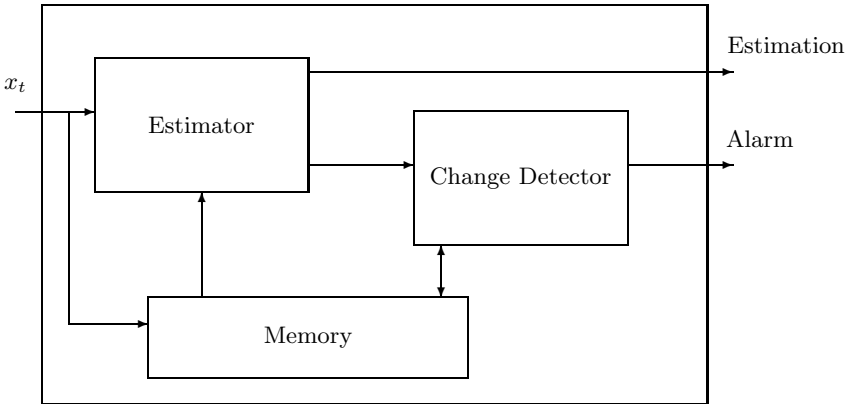 Estimation
x_t
Estimator
Alarm
Change Detector
Memory